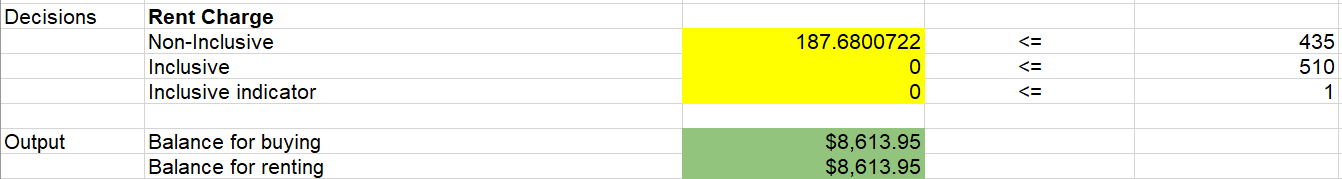 Decisions Rent Charge
Non-Inclusive 187.6800722 <= 435
Inclusive 0 <= 510
Inclusive indicator 0 <= 1
Output Balance for buying $8,613.95
Balance for renting $8,613.95